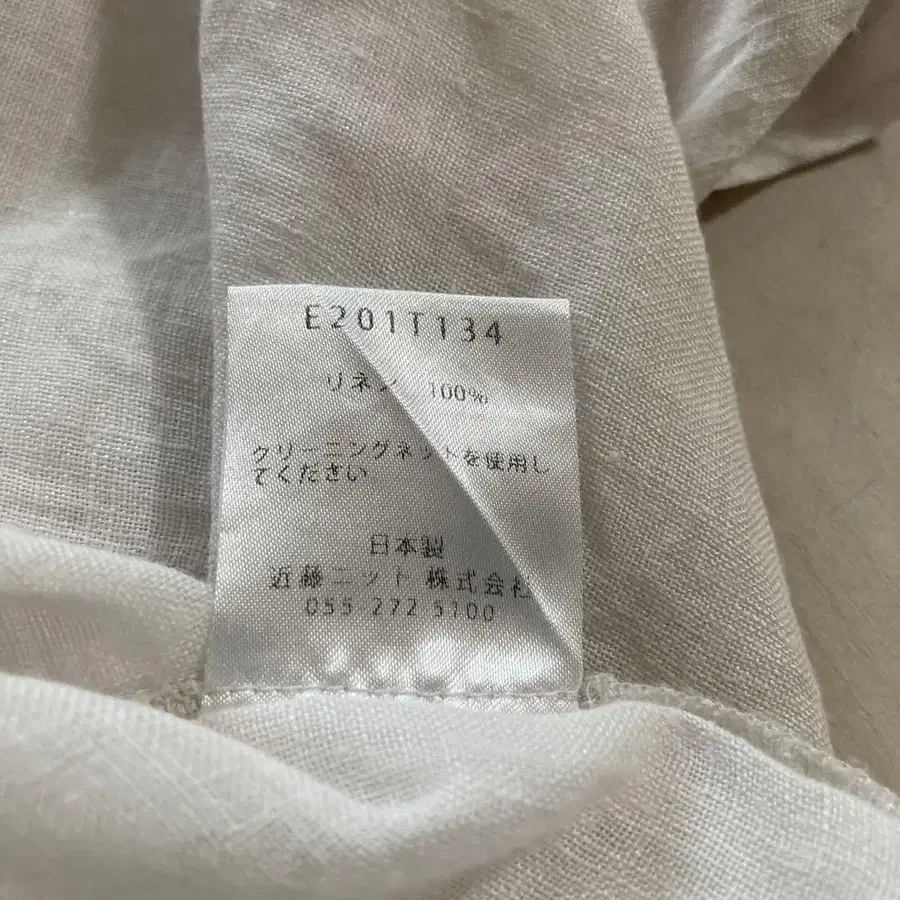 E201T134
リネン 100%
クリーニングネットを使用し
てください
日本製
近藤ニット 株式会社
055 272 5100